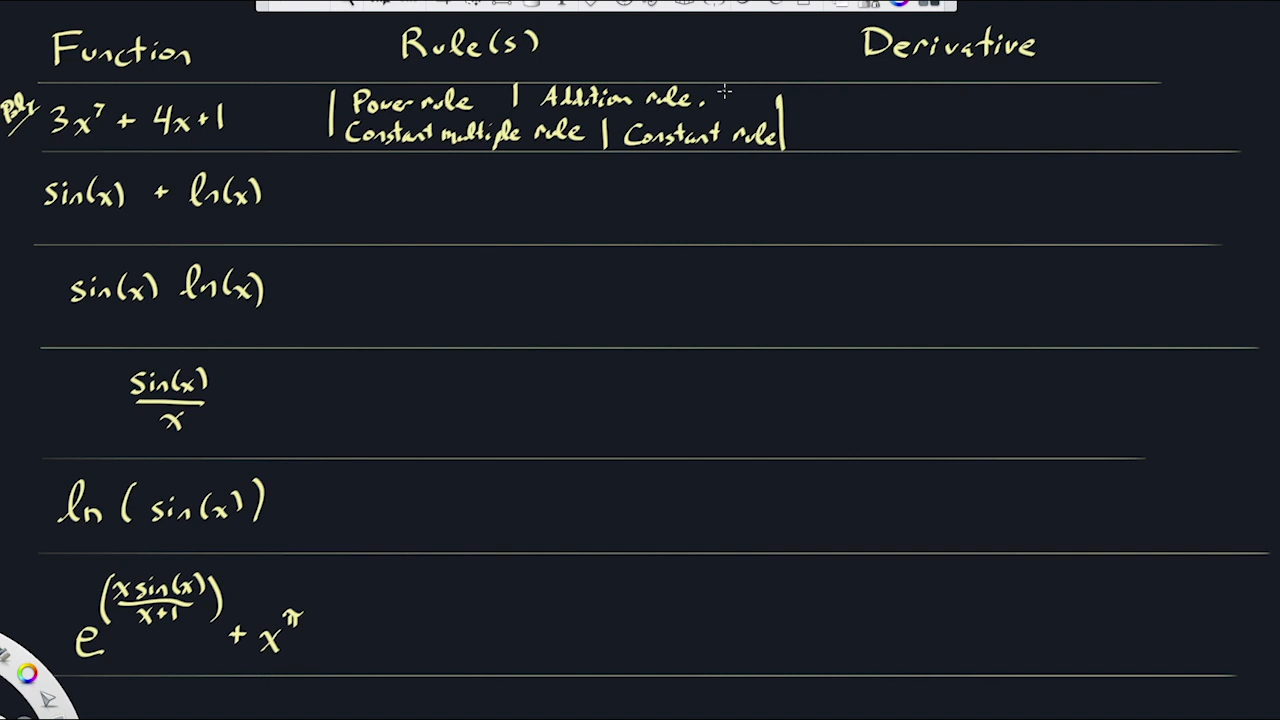 Function Rule(s) Derivative
Poly 3x⁷ + 4x+1 | Power rule | Addition rule.
Constant multiple rule | Constant rule |
sin(x) + ln(x)
sin(x) ln(x)
sin(x)/x
ln(sin(x))
e^((x sin(x))/(x+1)) + x^π